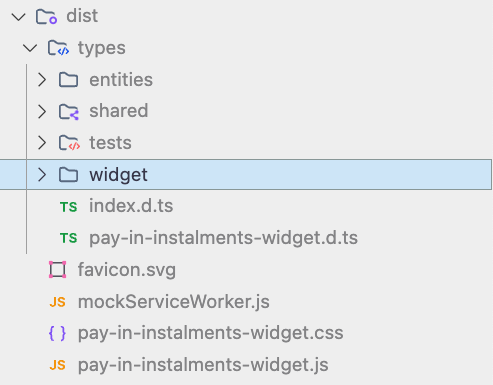 dist
types
entities
shared
tests
widget
TS index.d.ts
TS pay-in-instalments-widget.d.ts
favicon.svg
JS mockServiceWorker.js
{ } pay-in-instalments-widget.css
JS pay-in-instalments-widget.js